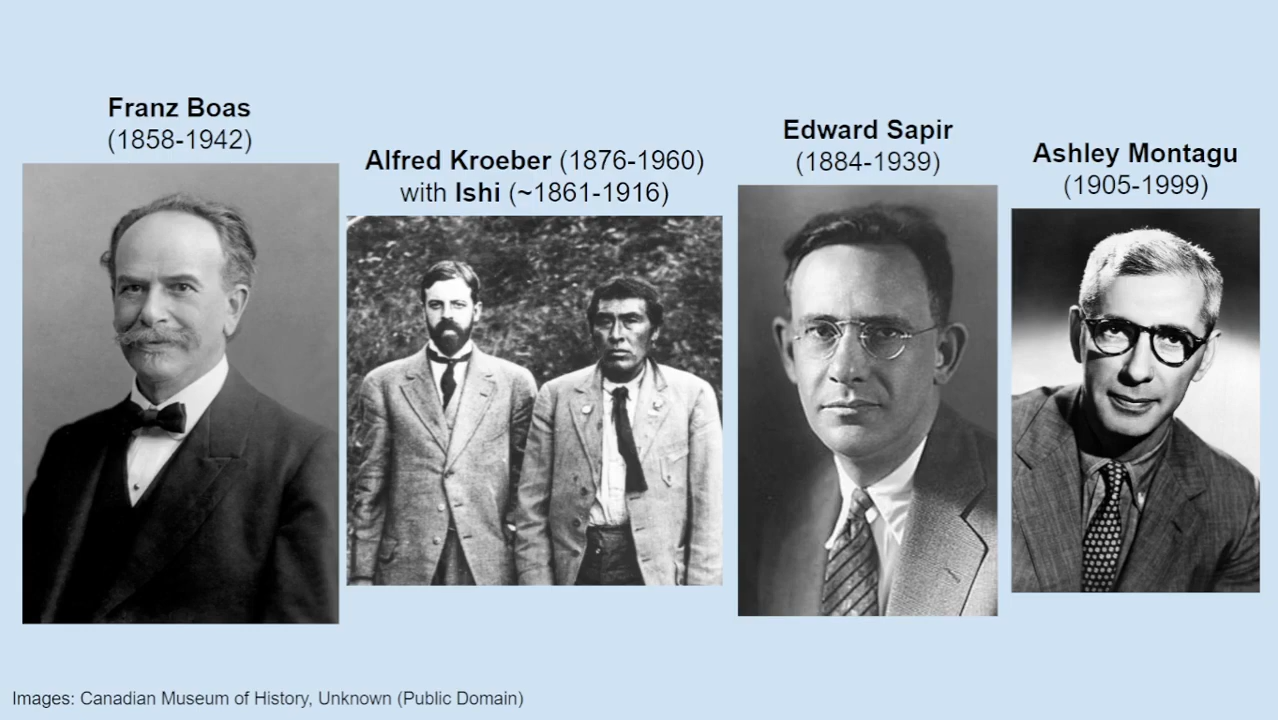 Franz Boas
(1858-1942)
Alfred Kroeber (1876-1960)
with Ishi (~1861-1916)
Edward Sapir
(1884-1939)
Ashley Montagu
(1905-1999)
Images: Canadian Museum of History, Unknown (Public Domain)